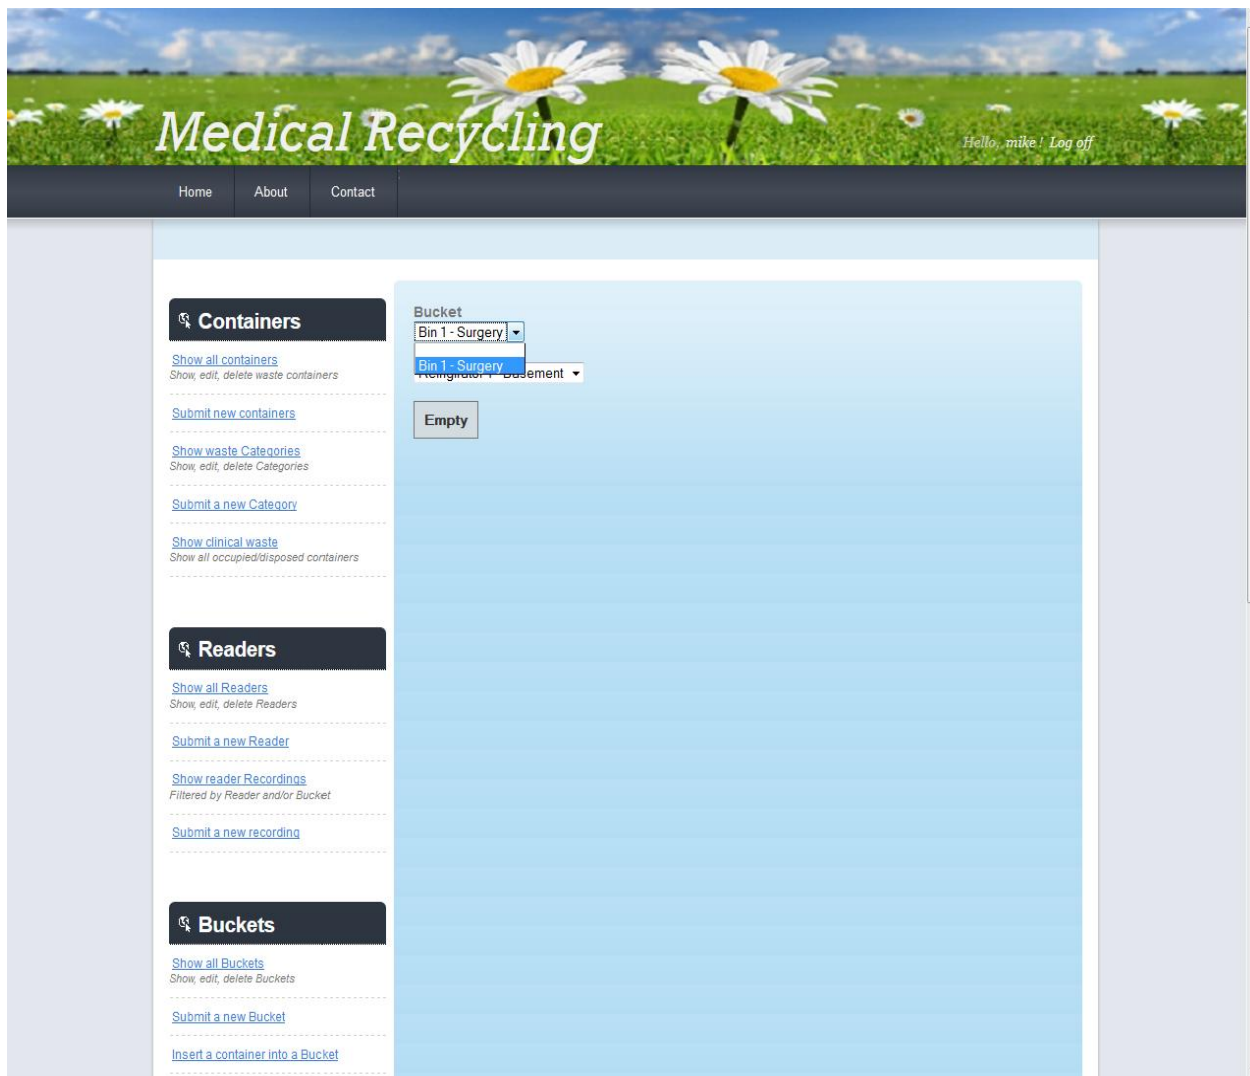 Medical Recycling
Hello, mike ! Log off
Home About Contact
Containers
Show all containers
Show, edit, delete waste containers
Submit new containers
Show waste Categories
Show, edit, delete Categories
Submit a new Category
Show clinical waste
Show all occupied/disposed containers
Readers
Show all Readers
Show, edit, delete Readers
Submit a new Reader
Show reader Recordings
Filtered by Reader and/or Bucket
Submit a new recording
Buckets
Show all Buckets
Show, edit, delete Buckets
Submit a new Bucket
Insert a container into a Bucket
Bucket
Bin 1 - Surgery
Bin 1 - Surgery
Empty